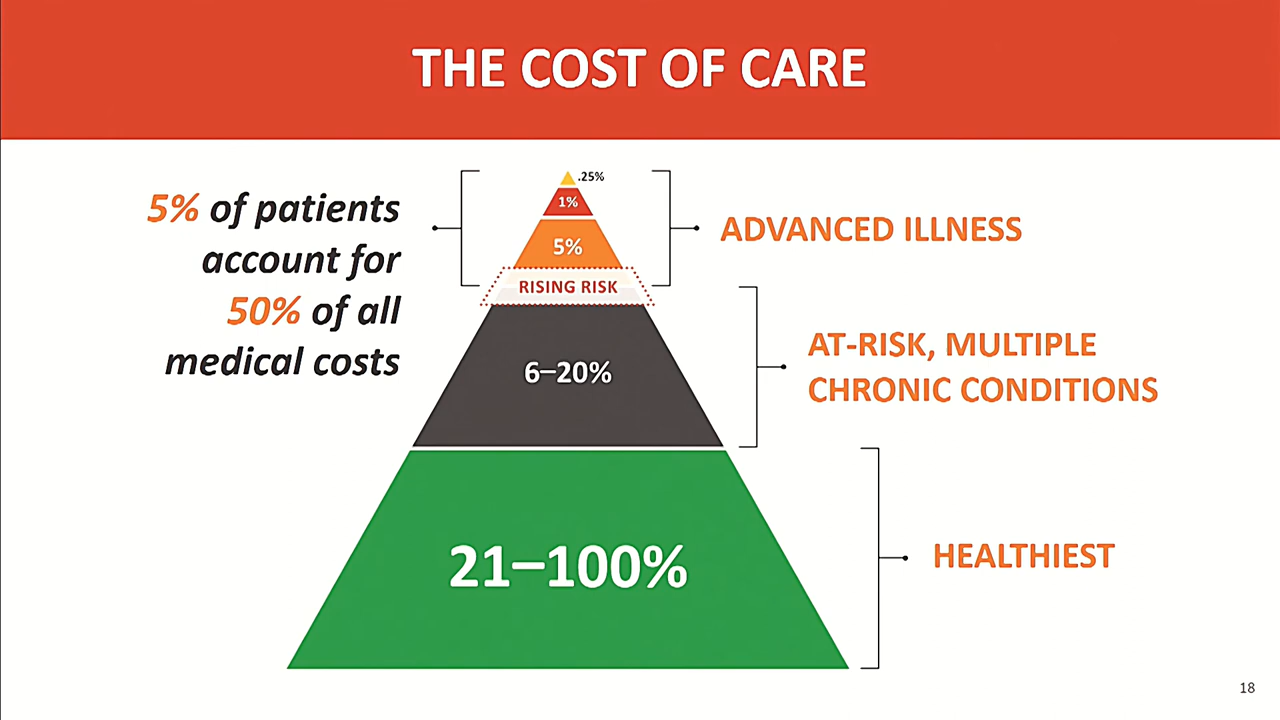 THE COST OF CARE
5% of patients
account for
50% of all
medical costs
.25%
1%
5%
RISING RISK
6–20%
21–100%
ADVANCED ILLNESS
AT-RISK, MULTIPLE
CHRONIC CONDITIONS
HEALTHIEST
18